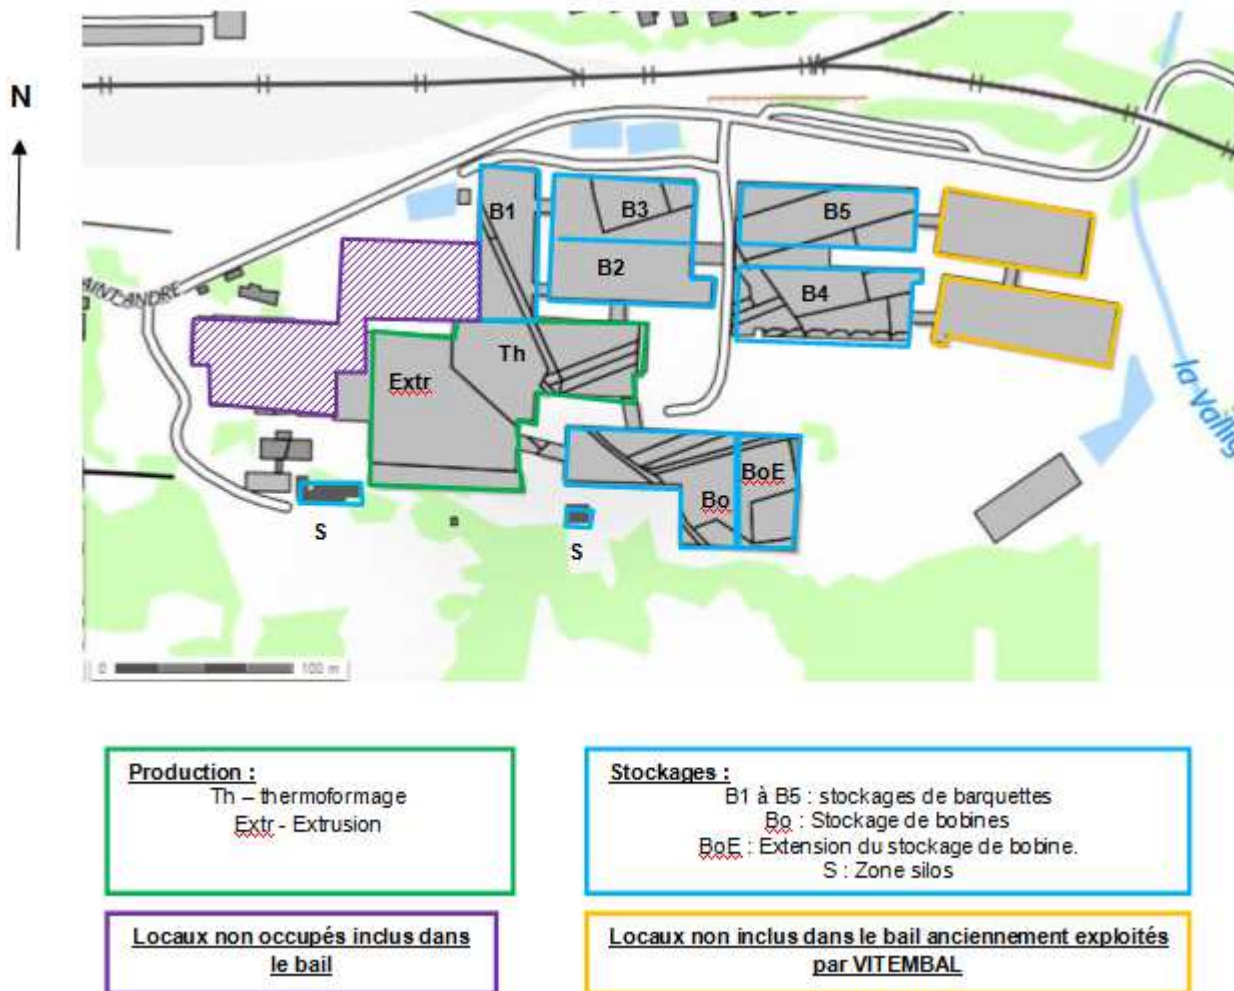 N
B1
B3
B5
B2
B4
AINT-ANDRE
Th
Extr
BoE
Bo
S
S
la Vallig
0
100 m
Production :
Th – thermoformage
Extr - Extrusion
Stockages :
B1 à B5 : stockages de barquettes
Bo : Stockage de bobines
BoE : Extension du stockage de bobine.
S : Zone silos
Locaux non occupés inclus dans
le bail
Locaux non inclus dans le bail anciennement exploités
par VITEMBAL